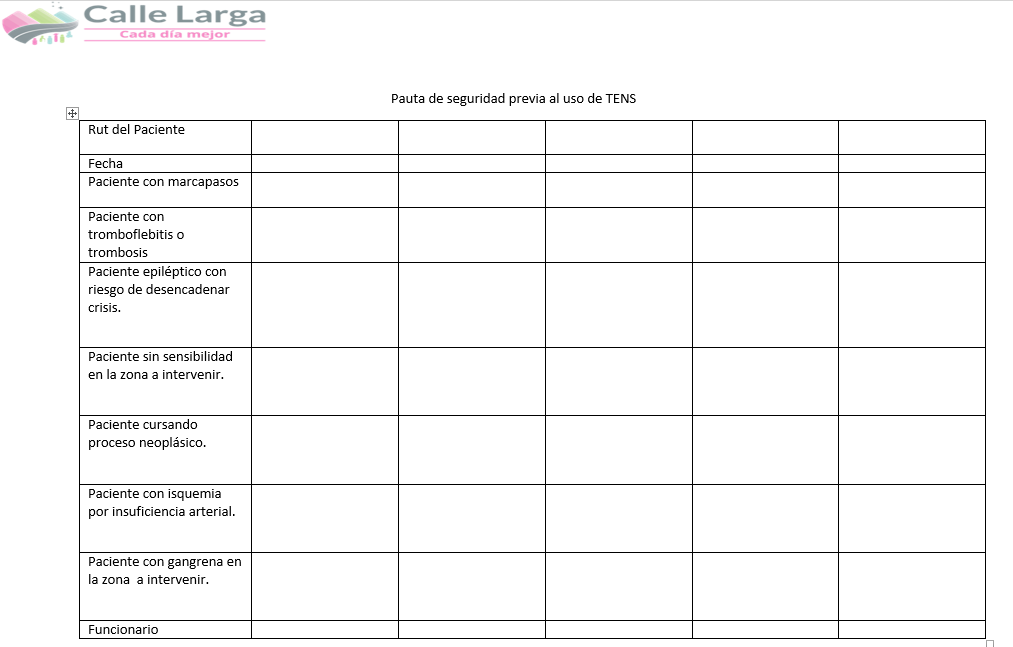 Calle Larga
Cada día mejor
Pauta de seguridad previa al uso de TENS
Rut del Paciente
Fecha
Paciente con marcapasos
Paciente con
tromboflebitis o
trombosis
Paciente epiléptico con
riesgo de desencadenar
crisis.
Paciente sin sensibilidad
en la zona a intervenir.
Paciente cursando
proceso neoplásico.
Paciente con isquemia
por insuficiencia arterial.
Paciente con gangrena en
la zona  a intervenir.
Funcionario